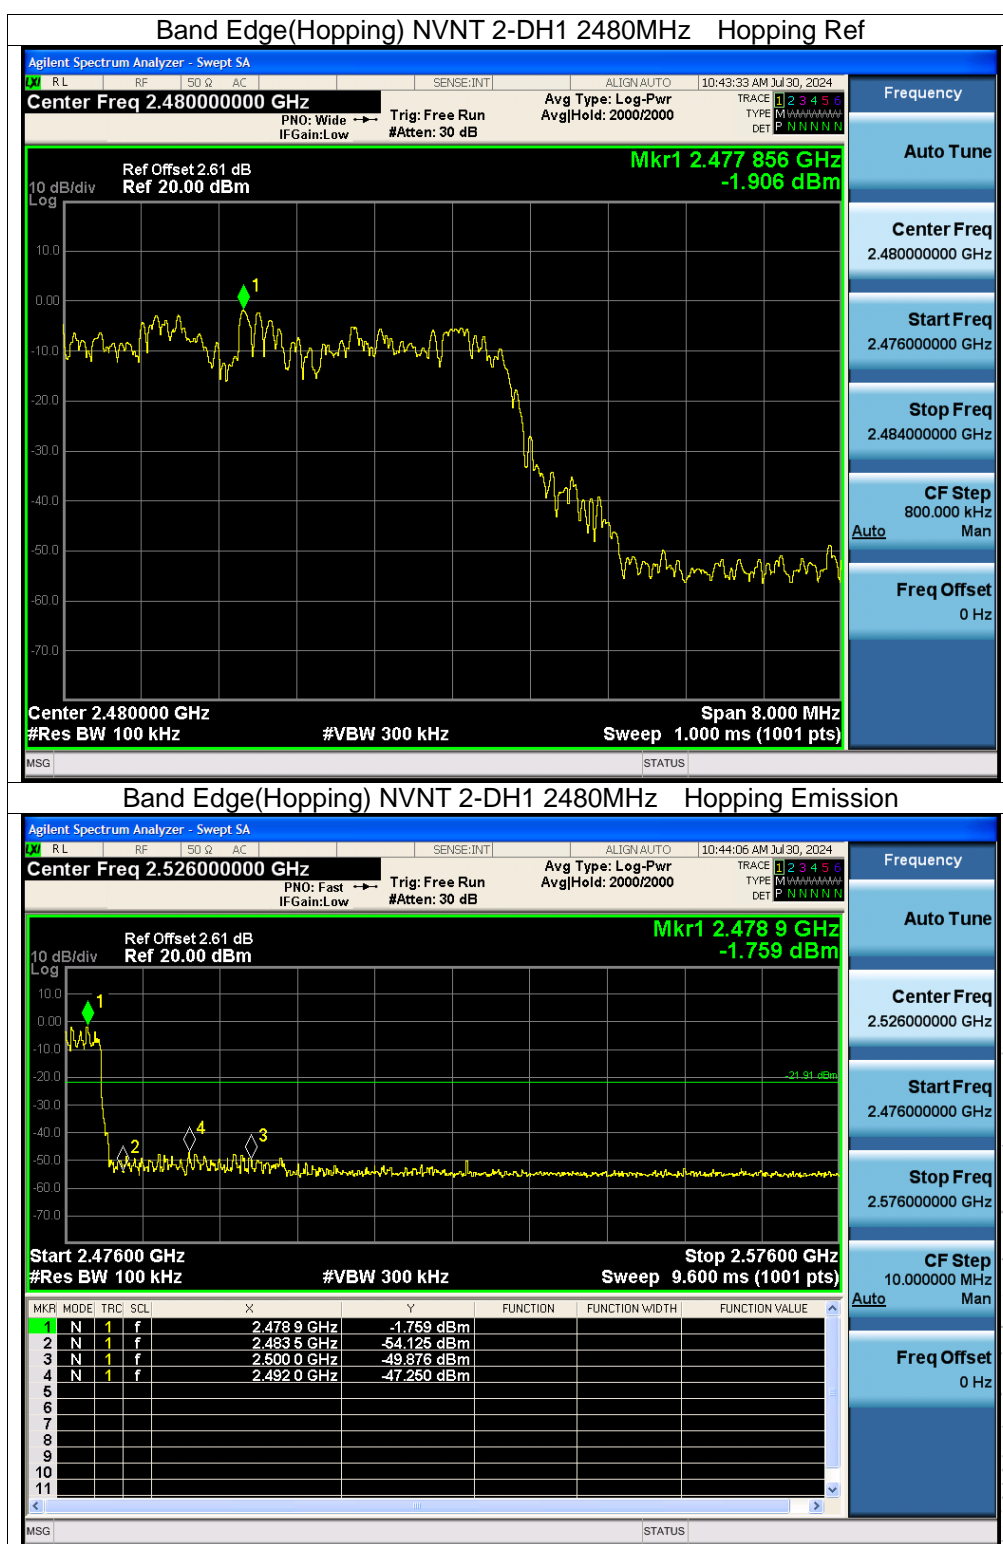 Band Edge(Hopping) NVNT 2-DH1 2480MHz Hopping Ref
Agilent Spectrum Analyzer - Swept SA
LXI RL RF 50 Ω AC SENSE:INT ALIGN AUTO 10:43:33 AM Jul 30, 2024
Center Freq 2.480000000 GHz
PNO: Wide
IFGain:Low
Trig: Free Run
#Atten: 30 dB
Avg Type: Log-Pwr
Avg|Hold: 2000/2000
TRACE 1 2 3 4 5 6
TYPE M WWWWW
DET P N N N N N
Frequency
Auto Tune
Center Freq
2.480000000 GHz
Start Freq
2.476000000 GHz
Stop Freq
2.484000000 GHz
CF Step
800.000 kHz
Auto Man
Freq Offset
0 Hz
Ref Offset 2.61 dB
Ref 20.00 dBm
10 dB/div
Log
Mkr1 2.477 856 GHz
-1.906 dBm
1
10.0
0.00
-10.0
-20.0
-30.0
-40.0
-50.0
-60.0
-70.0
Center 2.480000 GHz Span 8.000 MHz
#Res BW 100 kHz #VBW 300 kHz Sweep 1.000 ms (1001 pts)
MSG STATUS
Band Edge(Hopping) NVNT 2-DH1 2480MHz Hopping Emission
Agilent Spectrum Analyzer - Swept SA
LXI RL RF 50 Ω AC SENSE:INT ALIGN AUTO 10:44:06 AM Jul 30, 2024
Center Freq 2.526000000 GHz
PNO: Fast
IFGain:Low
Trig: Free Run
#Atten: 30 dB
Avg Type: Log-Pwr
Avg|Hold: 2000/2000
TRACE 1 2 3 4 5 6
TYPE M WWWWW
DET P N N N N N
Frequency
Auto Tune
Center Freq
2.526000000 GHz
Start Freq
2.476000000 GHz
Stop Freq
2.576000000 GHz
CF Step
10.000000 MHz
Auto Man
Freq Offset
0 Hz
Ref Offset 2.61 dB
Ref 20.00 dBm
10 dB/div
Log
Mkr1 2.478 9 GHz
-1.759 dBm
1
2
4
3
-21.91 dBm
10.0
0.00
-10.0
-20.0
-30.0
-40.0
-50.0
-60.0
-70.0
Start 2.47600 GHz Stop 2.57600 GHz
#Res BW 100 kHz #VBW 300 kHz Sweep 9.600 ms (1001 pts)
MKR MODE TRC SCL X Y FUNCTION FUNCTION WIDTH FUNCTION VALUE
1 N 1 f 2.478 9 GHz -1.759 dBm
2 N 1 f 2.483 5 GHz -54.125 dBm
3 N 1 f 2.500 0 GHz -49.876 dBm
4 N 1 f 2.492 0 GHz -47.250 dBm
5
6
7
8
9
10
11
MSG STATUS